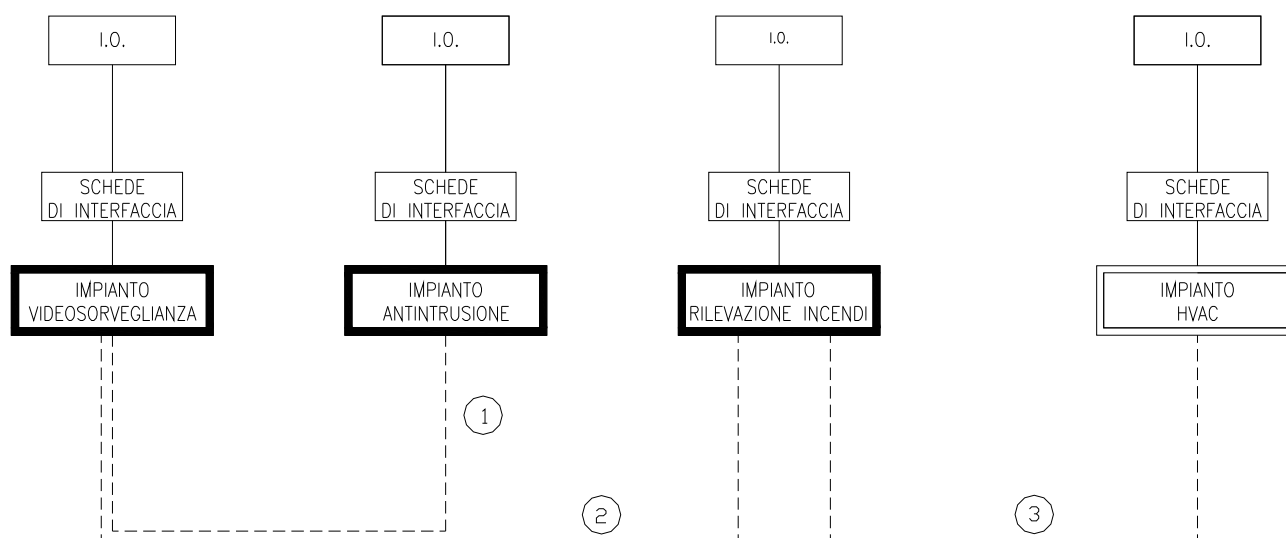 I.O.
I.O.
I.O.
I.O.
SCHEDE
DI INTERFACCIA
SCHEDE
DI INTERFACCIA
SCHEDE
DI INTERFACCIA
SCHEDE
DI INTERFACCIA
IMPIANTO
VIDEOSORVEGLIANZA
IMPIANTO
ANTINTRUSIONE
IMPIANTO
RILEVAZIONE INCENDI
IMPIANTO
HVAC
1
2
3